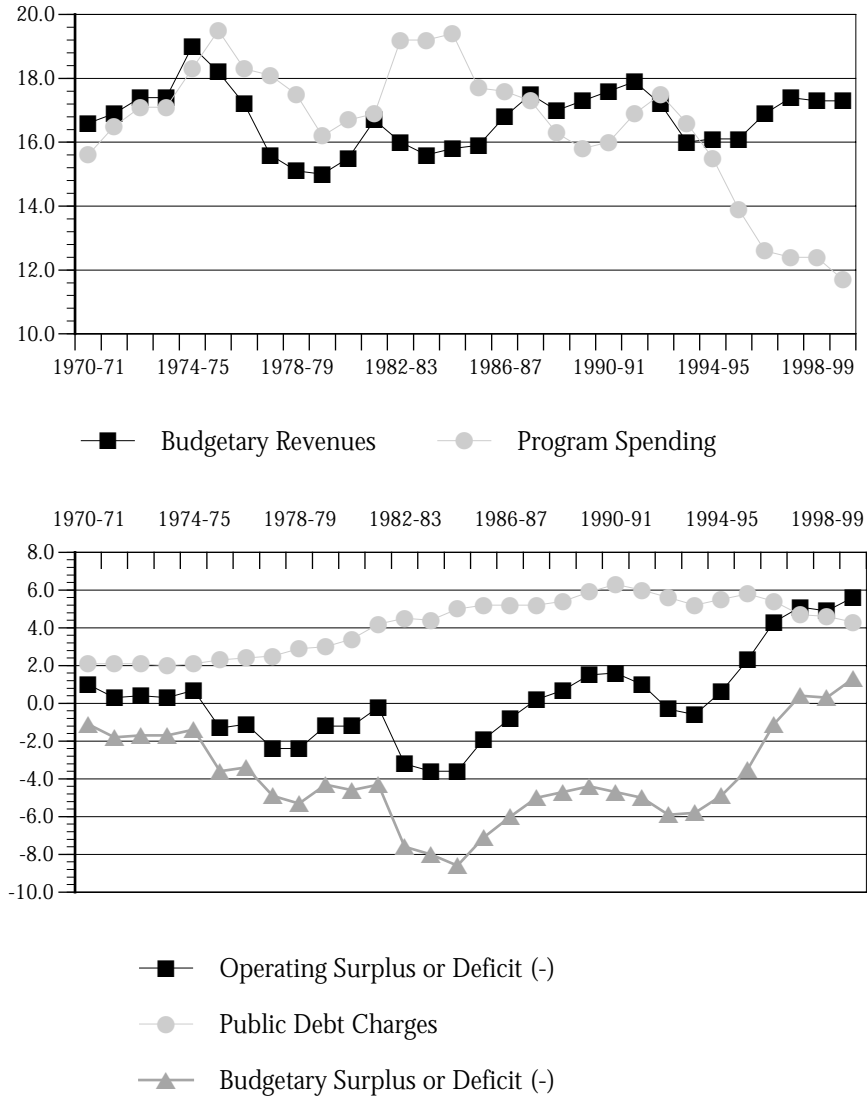 20.0
18.0
16.0
14.0
12.0
10.0
1970-71 1974-75 1978-79 1982-83 1986-87 1990-91 1994-95 1998-99
Budgetary Revenues Program Spending
1970-71 1974-75 1978-79 1982-83 1986-87 1990-91 1994-95 1998-99
8.0
6.0
4.0
2.0
0.0
-2.0
-4.0
-6.0
-8.0
-10.0
Operating Surplus or Deficit (-)
Public Debt Charges
Budgetary Surplus or Deficit (-)